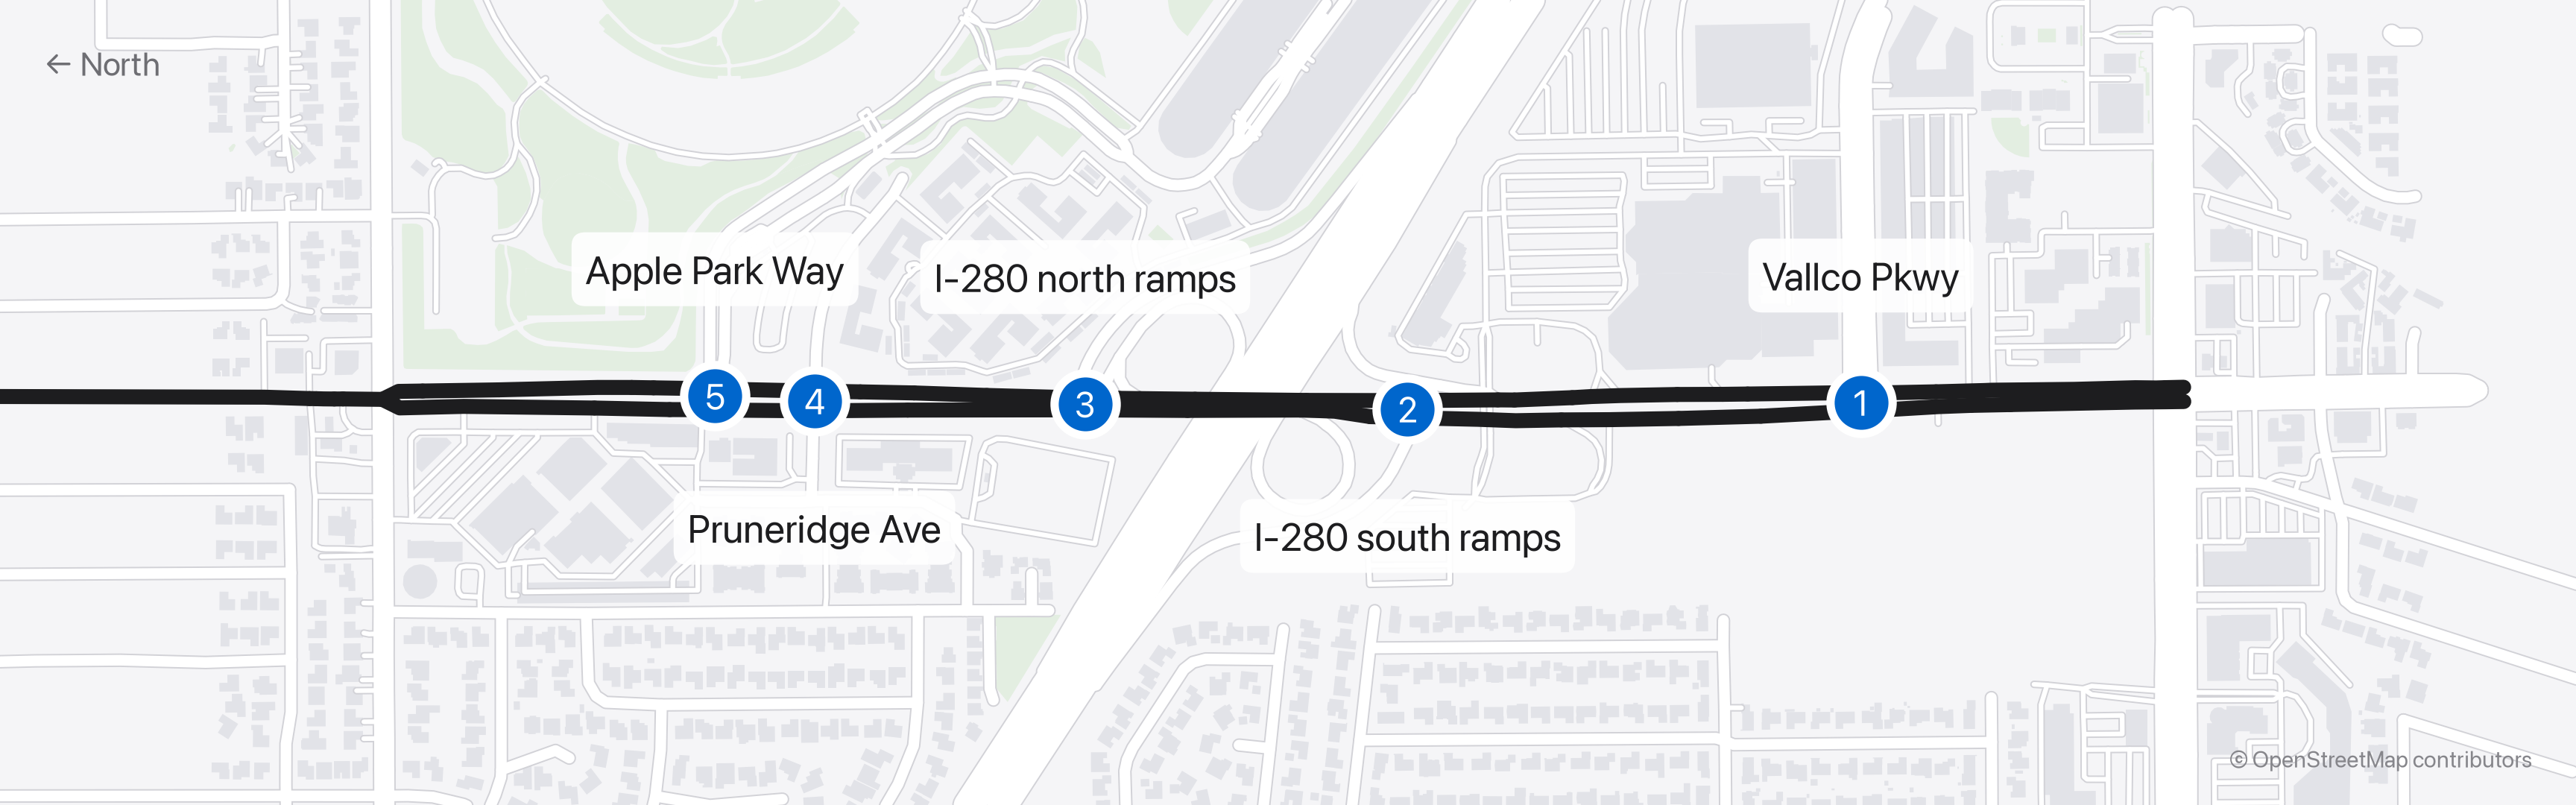 ← North
Apple Park Way
I-280 north ramps
Vallco Pkwy
5
4
3
2
1
Pruneridge Ave
I-280 south ramps
© OpenStreetMap contributors